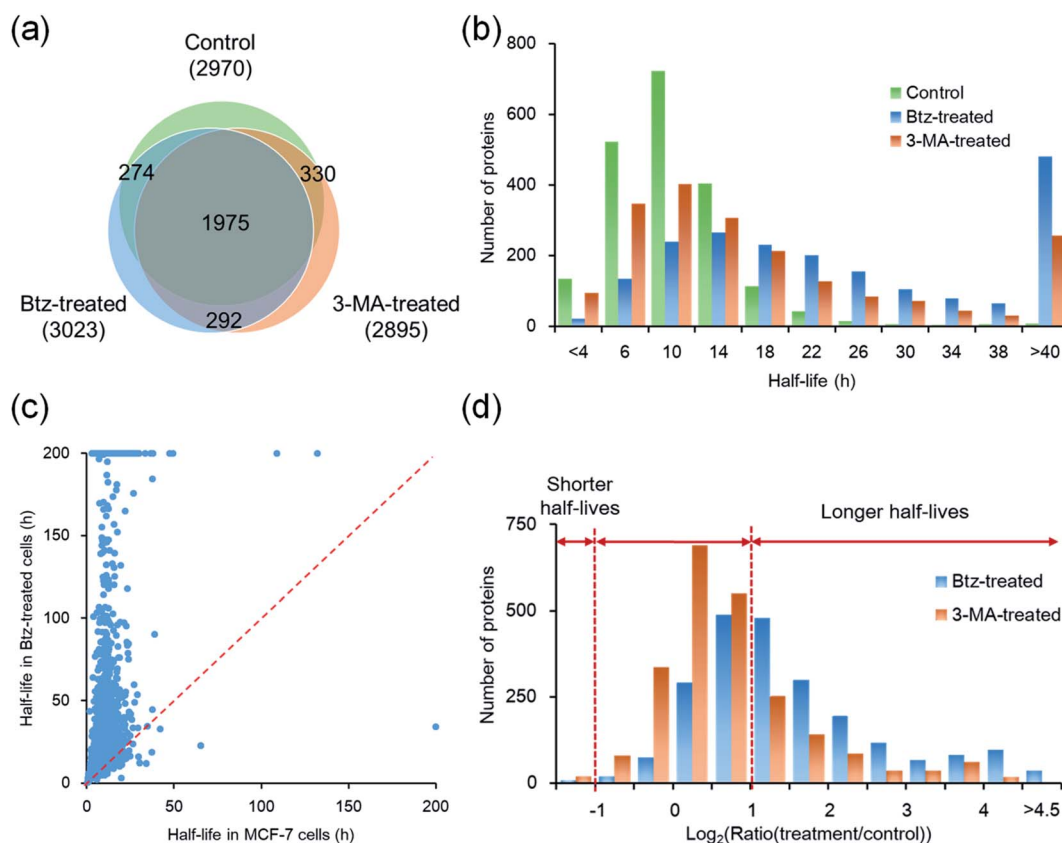 (a)
Control
(2970)
274
330
1975
Btz-treated
(3023)
292
3-MA-treated
(2895)
(b)
Number of proteins
800
600
400
200
0
Control
Btz-treated
3-MA-treated
<4 6 10 14 18 22 26 30 34 38 >40
Half-life (h)
(c)
Half-life in Btz-treated cells (h)
200
150
100
50
0
0 50 100 150 200
Half-life in MCF-7 cells (h)
(d)
Shorter
half-lives
Longer half-lives
Number of proteins
750
500
250
0
Btz-treated
3-MA-treated
-1 0 1 2 3 4 >4.5
Log2(Ratio(treatment/control))